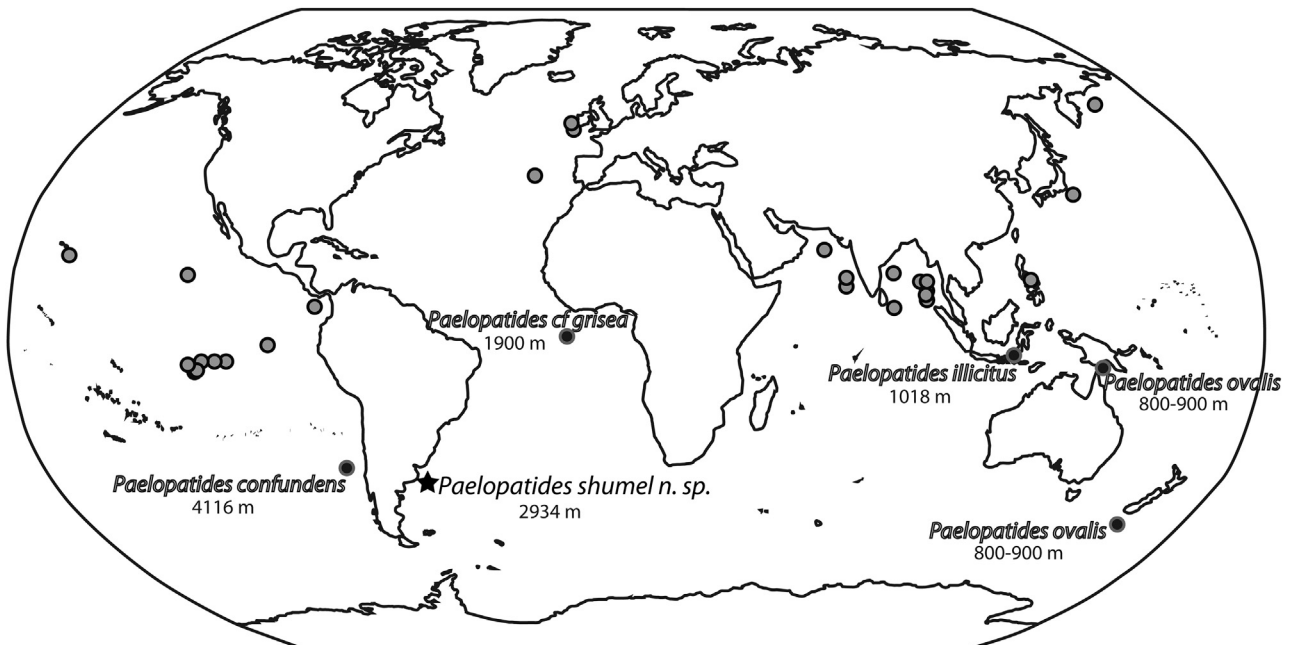 Paelopatides cf grisea
1900 m
Paelopatides illicitus
1018 m
Paelopatides ovalis
800-900 m
Paelopatides confundens
4116 m
Paelopatides shumel n. sp.
2934 m
Paelopatides ovalis
800-900 m